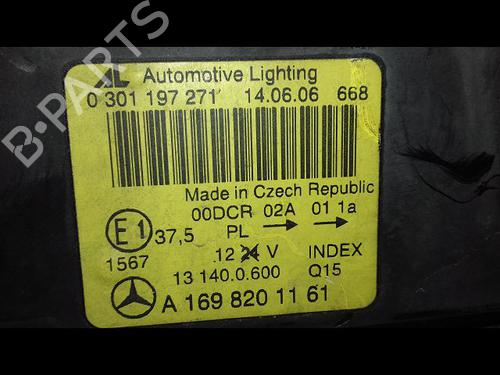 B-PARTS
AL Automotive Lighting
0 301 197 271 14.06.06 668
Made in Czech Republic
00DCR 02A 01 1a
E1 37,5 PL → →
1567 .12 24 V INDEX
13 140.0.600 Q15
A 169 820 11 61